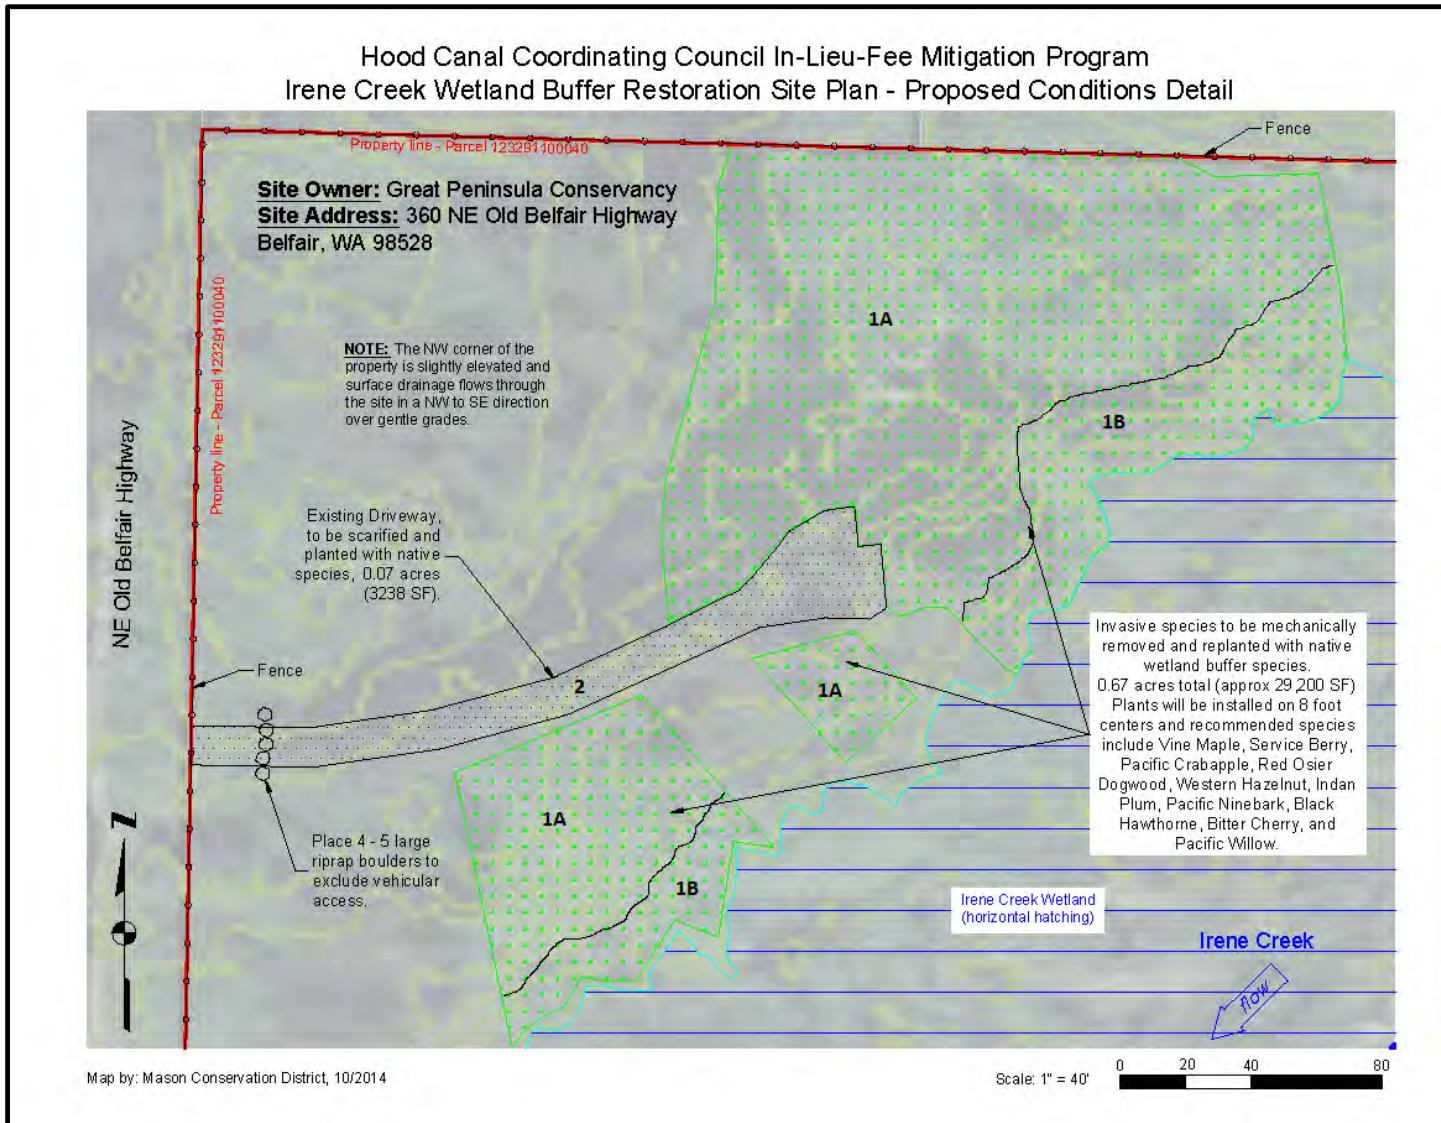 Hood Canal Coordinating Council In-Lieu-Fee Mitigation Program
Irene Creek Wetland Buffer Restoration Site Plan - Proposed Conditions Detail
Fence
Property line - Parcel 123291100040
Site Owner: Great Peninsula Conservancy
Site Address: 360 NE Old Belfair Highway
Belfair, WA 98528
Property line - Parcel 123291100040
NE Old Belfair Highway
NOTE: The NW corner of the
property is slightly elevated and
surface drainage flows through
the site in a NW to SE direction
over gentle grades.
1A
1B
Existing Driveway,
to be scarified and
planted with native
species, 0.07 acres
(3238 SF).
Fence
2
1A
Invasive species to be mechanically
removed and replanted with native
wetland buffer species.
0.67 acres total (approx 29,200 SF)
Plants will be installed on 8 foot
centers and recommended species
include Vine Maple, Service Berry,
Pacific Crabapple, Red Osier
Dogwood, Western Hazelnut, Indan
Plum, Pacific Ninebark, Black
Hawthorne, Bitter Cherry, and
Pacific Willow.
1A
1B
Place 4 - 5 large
riprap boulders to
exclude vehicular
access.
Z
Irene Creek Wetland
(horizontal hatching)
Irene Creek
flow
Map by: Mason Conservation District, 10/2014
Scale: 1" = 40'
0 20 40 60 80